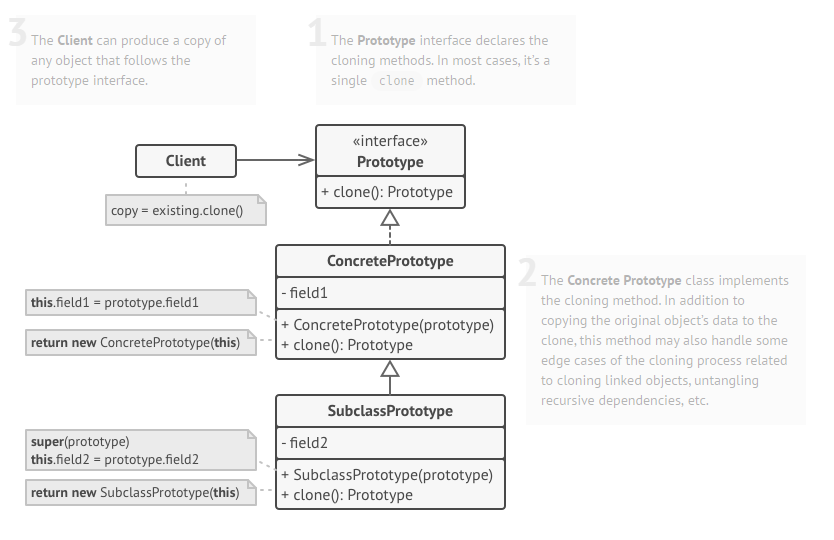 3
The Client can produce a copy of
any object that follows the
prototype interface.
1
The Prototype interface declares the
cloning methods. In most cases, it's a
single clone method.
«interface»
Prototype
+ clone(): Prototype
Client
copy = existing.clone()
ConcretePrototype
- field1
+ ConcretePrototype(prototype)
+ clone(): Prototype
this.field1 = prototype.field1
return new ConcretePrototype(this)
2
The Concrete Prototype class implements
the cloning method. In addition to
copying the original object's data to the
clone, this method may also handle some
edge cases of the cloning process related
to cloning linked objects, untangling
recursive dependencies, etc.
SubclassPrototype
- field2
+ SubclassPrototype(prototype)
+ clone(): Prototype
super(prototype)
this.field2 = prototype.field2
return new SubclassPrototype(this)